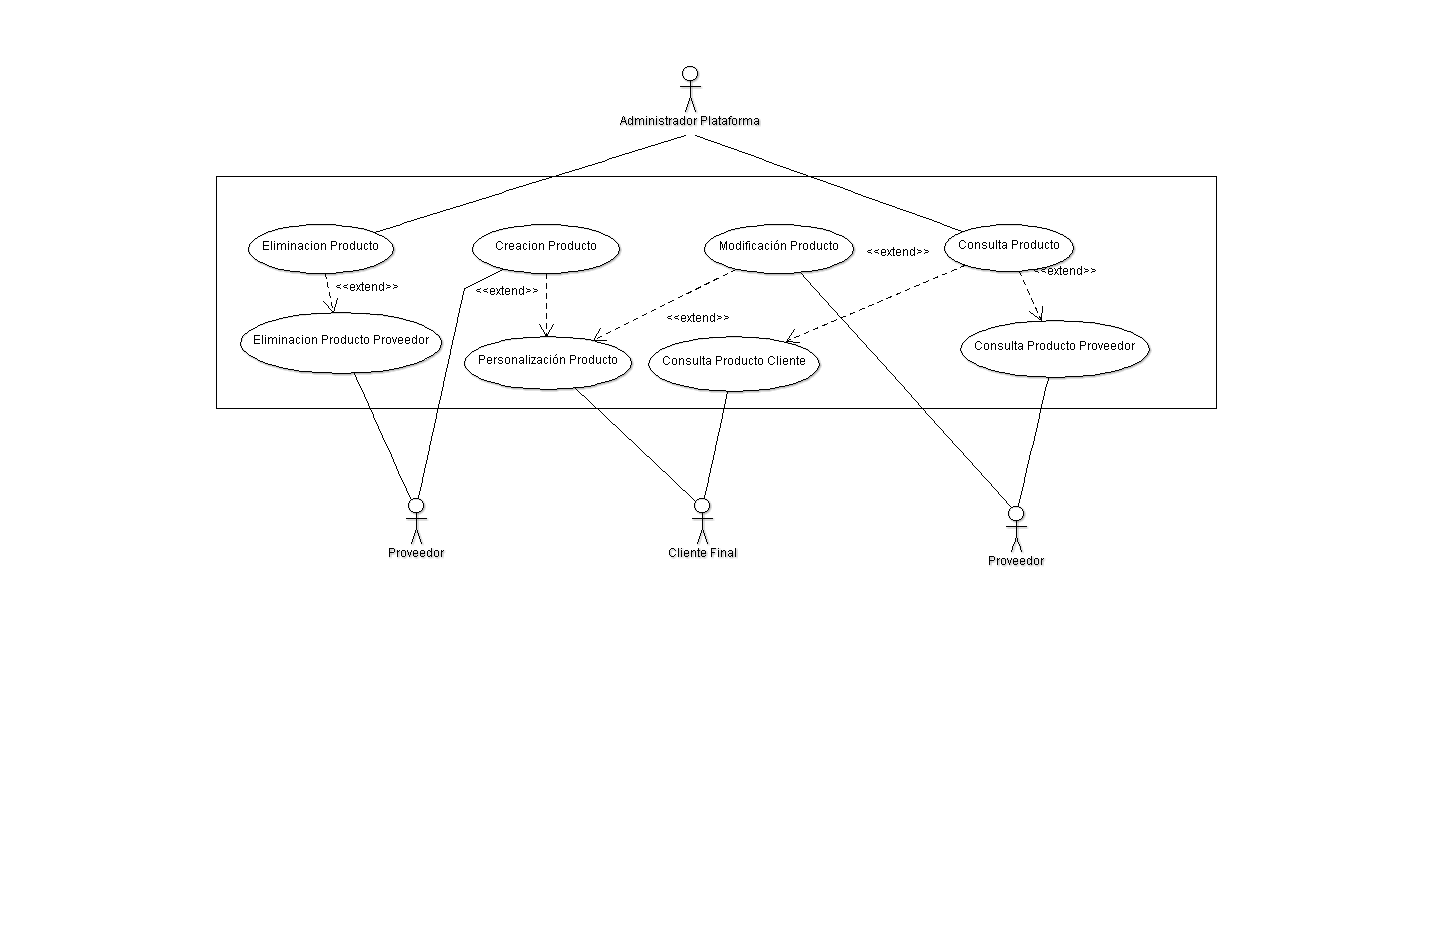 Administrador Plataforma
Eliminacion Producto
Creacion Producto
Modificación Producto
<<extend>>
Consulta Producto
<<extend>>
<<extend>>
<<extend>>
<<extend>>
Eliminacion Producto Proveedor
Personalización Producto
Consulta Producto Cliente
Consulta Producto Proveedor
Proveedor
Cliente Final
Proveedor